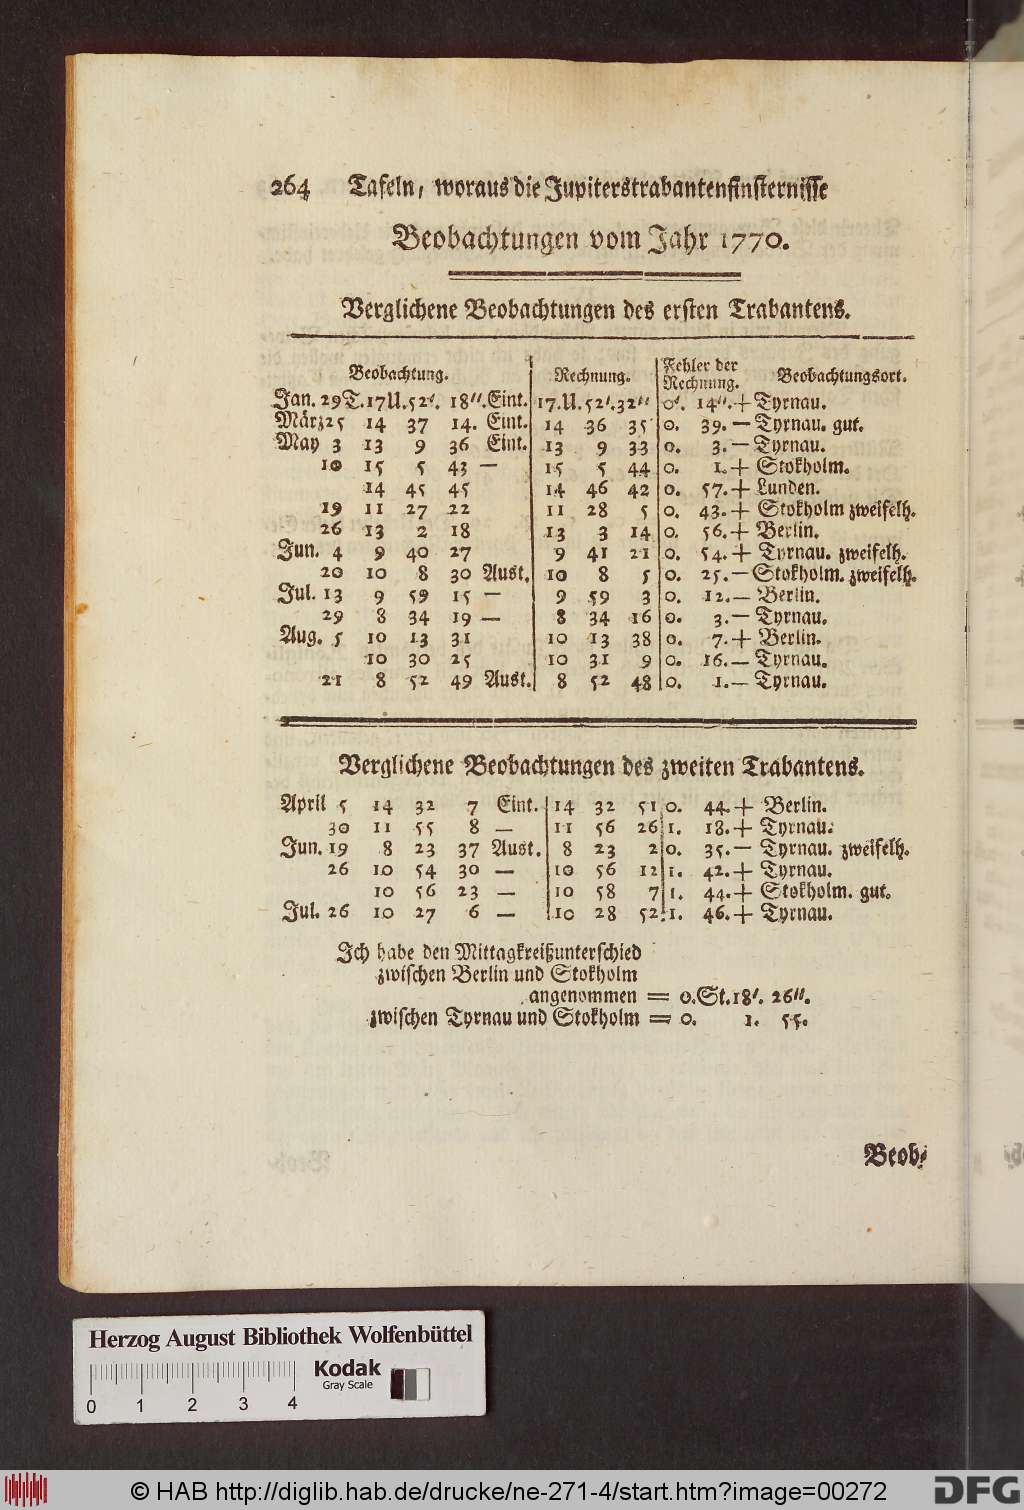 264 Tafeln, woraus die Jupiterstrabantenfinsternisse
Beobachtungen vom Jahr 1770.
Verglichene Beobachtungen des ersten Trabantens.
Beobachtung. Rechnung. Fehler der Rechnung. Beobachtungsort.
Jan. 29 T. 17 U. 52'. 18''. Eint. 17. U. 52'. 32'' 0'. 14''. + Tyrnau.
März 25 14 37 14. Eint. 14 36 35 0. 39. — Tyrnau. gut.
May 3 13 9 36 Eint. 13 9 33 0. 3. — Tyrnau.
10 15 5 43 — 15 5 44 0. 1. + Stokholm.
14 45 45 14 46 42 0. 57. + Lunden.
19 11 27 22 11 28 5 0. 43. + Stokholm zweifelh.
26 13 2 18 13 3 14 0. 56. + Berlin.
Jun. 4 9 40 27 9 41 21 0. 54. + Tyrnau. zweifelh.
20 10 8 30 Aust. 10 8 5 0. 25. — Stokholm. zweifelh.
Jul. 13 9 59 15 — 9 59 3 0. 12. — Berlin.
29 8 34 19 — 8 34 16 0. 3. — Tyrnau.
Aug. 5 10 13 31 10 13 38 0. 7. + Berlin.
10 30 25 10 31 9 0. 16. — Tyrnau.
21 8 52 49 Aust. 8 52 48 0. 1. — Tyrnau.
Verglichene Beobachtungen des zweiten Trabantens.
April 5 14 32 7 Eint. 14 32 51 0. 44. + Berlin.
30 11 55 8 — 11 56 26 1. 18. + Tyrnau.
Jun. 19 8 23 37 Aust. 8 23 2 0. 35. — Tyrnau. zweifelh.
26 10 54 30 — 10 56 12 1. 42. + Tyrnau.
10 56 23 — 10 58 7 1. 44. + Stokholm. gut.
Jul. 26 10 27 6 — 10 28 52 1. 46. + Tyrnau.
Ich habe den Mittagkreißunterschied
zwischen Berlin und Stokholm
angenommen = 0. St. 18'. 26''.
zwischen Tyrnau und Stokholm = 0. 1. 55.
Beob-
Herzog August Bibliothek Wolfenbüttel
Kodak
Gray Scale
0 1 2 3 4
© HAB http://diglib.hab.de/drucke/ne-271-4/start.htm?image=00272
DFG